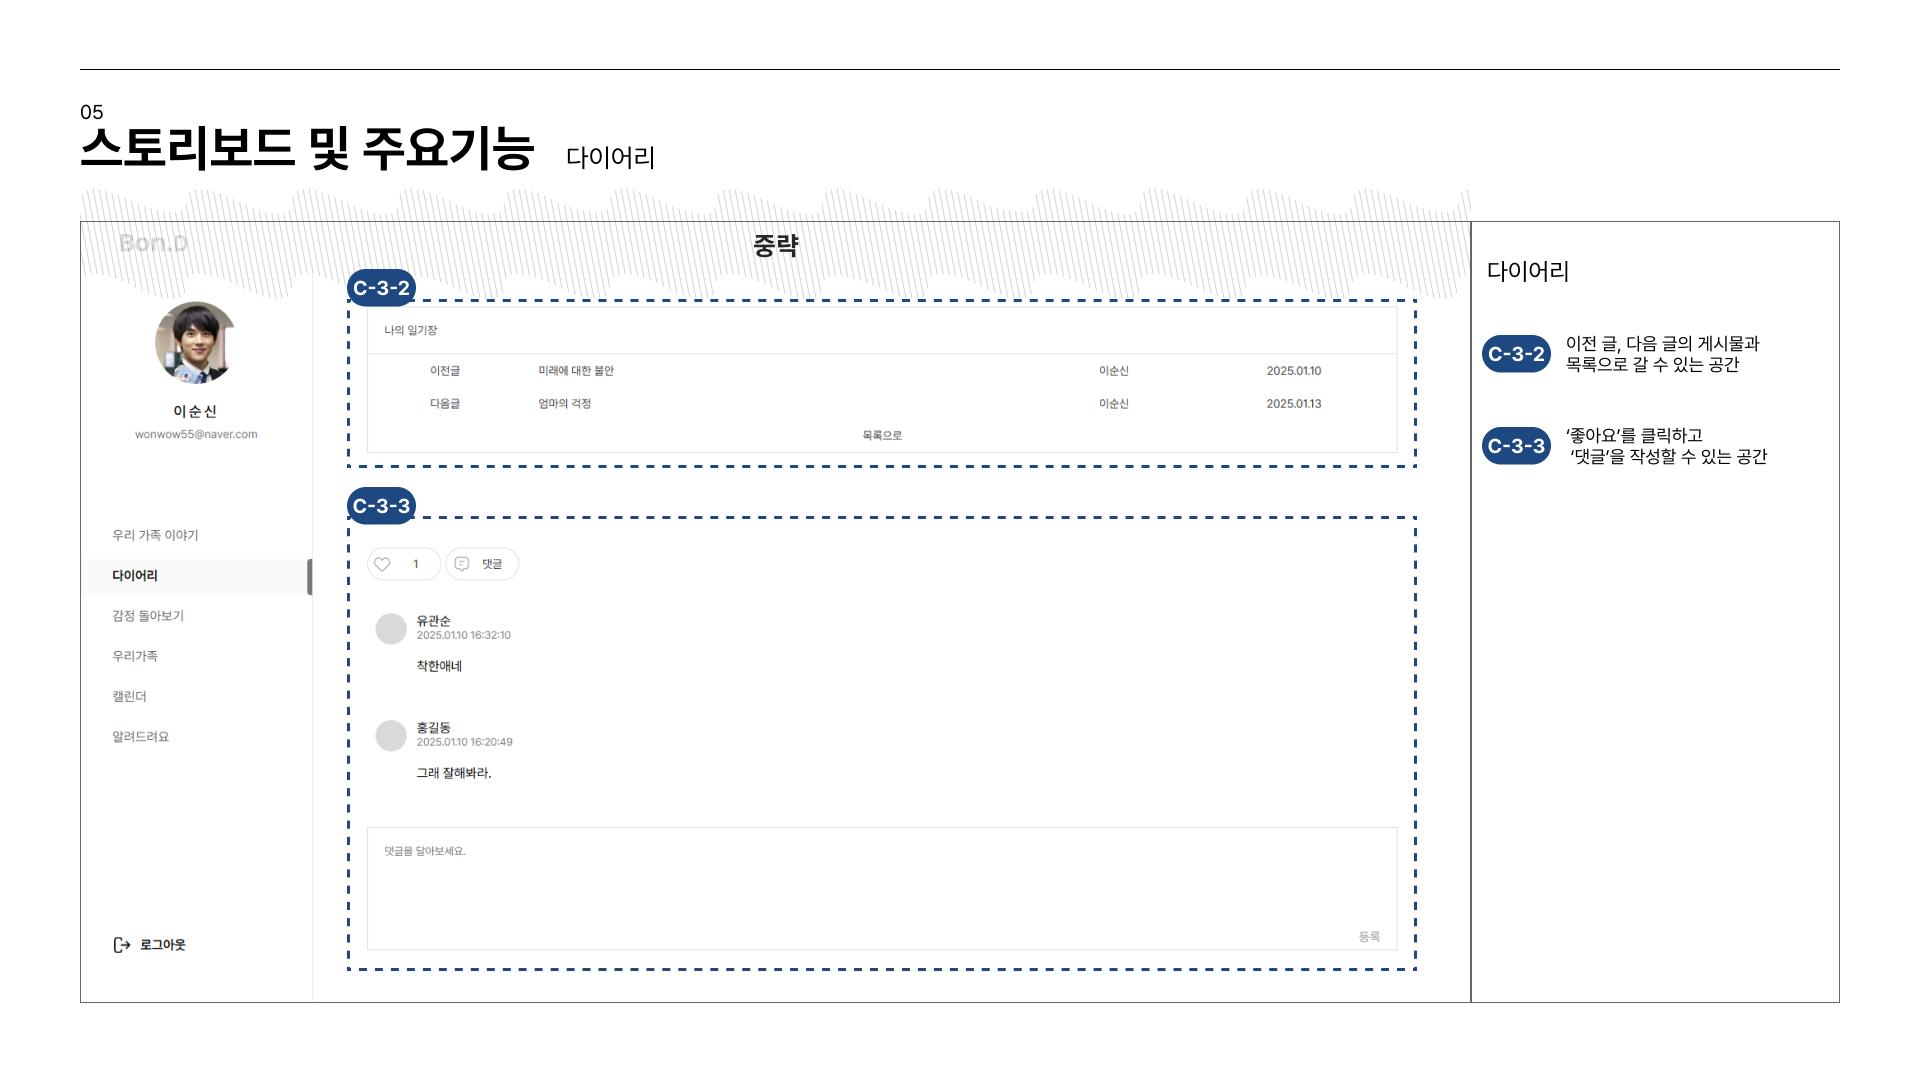 05
스토리보드 및 주요기능 다이어리
Bon.D
중략
이순신
wonwow55@naver.com
우리 가족 이야기
다이어리
감정 돌아보기
우리가족
캘린더
알려드려요
로그아웃
C-3-2
나의 일기장
이전글 미래에 대한 불안 이순신 2025.01.10
다음글 엄마의 걱정 이순신 2025.01.13
목록으로
C-3-3
1 댓글
유관순
2025.01.10 16:32:10
착한애네
홍길동
2025.01.10 16:20:49
그래 잘해봐라.
댓글을 달아보세요.
등록
다이어리
C-3-2
이전 글, 다음 글의 게시물과
목록으로 갈 수 있는 공간
C-3-3
‘좋아요’를 클릭하고
‘댓글’을 작성할 수 있는 공간